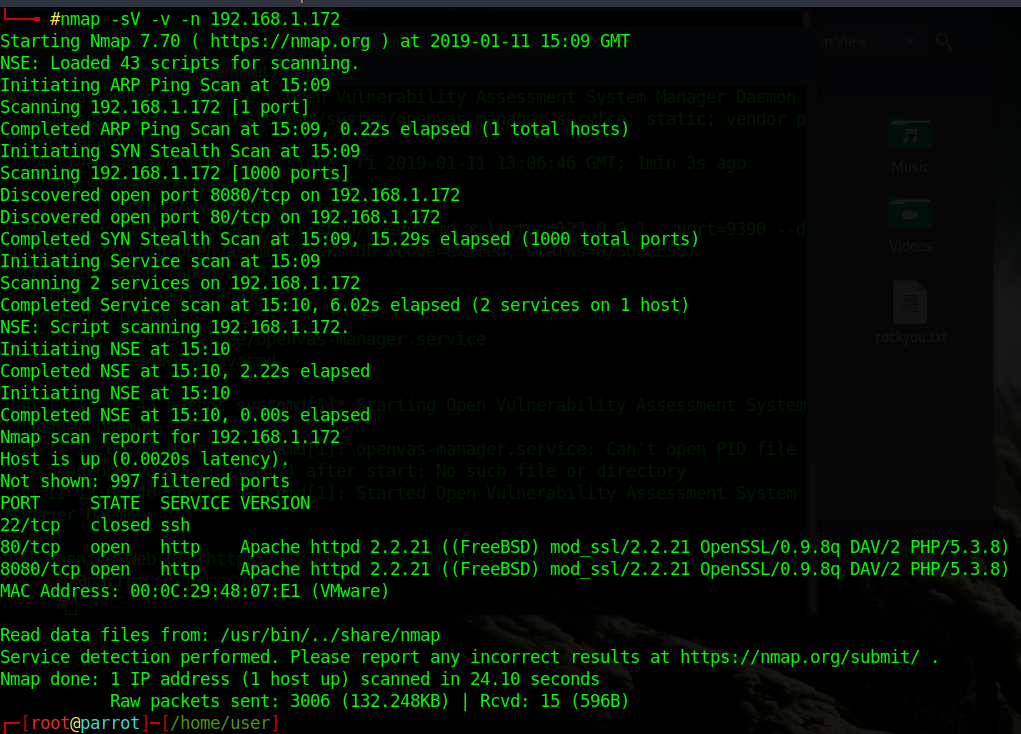 └──╼ #nmap -sV -v -n 192.168.1.172
Starting Nmap 7.70 ( https://nmap.org ) at 2019-01-11 15:09 GMT
NSE: Loaded 43 scripts for scanning.
Initiating ARP Ping Scan at 15:09
Scanning 192.168.1.172 [1 port]
Completed ARP Ping Scan at 15:09, 0.22s elapsed (1 total hosts)
Initiating SYN Stealth Scan at 15:09
Scanning 192.168.1.172 [1000 ports]
Discovered open port 8080/tcp on 192.168.1.172
Discovered open port 80/tcp on 192.168.1.172
Completed SYN Stealth Scan at 15:09, 15.29s elapsed (1000 total ports)
Initiating Service scan at 15:09
Scanning 2 services on 192.168.1.172
Completed Service scan at 15:10, 6.02s elapsed (2 services on 1 host)
NSE: Script scanning 192.168.1.172.
Initiating NSE at 15:10
Completed NSE at 15:10, 2.22s elapsed
Initiating NSE at 15:10
Completed NSE at 15:10, 0.00s elapsed
Nmap scan report for 192.168.1.172
Host is up (0.0020s latency).
Not shown: 997 filtered ports
PORT     STATE  SERVICE VERSION
22/tcp   closed ssh
80/tcp   open   http    Apache httpd 2.2.21 ((FreeBSD) mod_ssl/2.2.21 OpenSSL/0.9.8q DAV/2 PHP/5.3.8)
8080/tcp open   http    Apache httpd 2.2.21 ((FreeBSD) mod_ssl/2.2.21 OpenSSL/0.9.8q DAV/2 PHP/5.3.8)
MAC Address: 00:0C:29:48:07:E1 (VMware)
Read data files from: /usr/bin/../share/nmap
Service detection performed. Please report any incorrect results at https://nmap.org/submit/ .
Nmap done: 1 IP address (1 host up) scanned in 24.10 seconds
Raw packets sent: 3006 (132.248KB) | Rcvd: 15 (596B)
┌─[root@parrot]─[/home/user]
Music
Videos
rockyou.txt